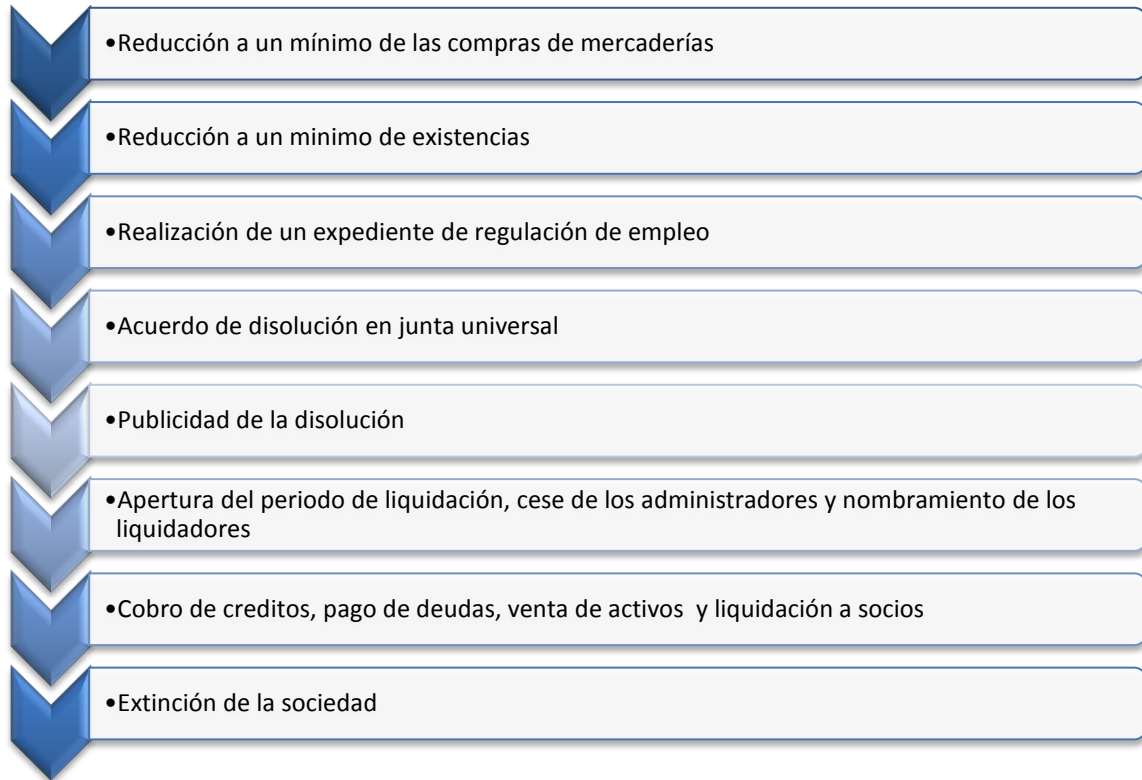 •Reducción a un mínimo de las compras de mercaderías
•Reducción a un minimo de existencias
•Realización de un expediente de regulación de empleo
•Acuerdo de disolución en junta universal
•Publicidad de la disolución
•Apertura del periodo de liquidación, cese de los administradores y nombramiento de los
liquidadores
•Cobro de creditos, pago de deudas, venta de activos  y liquidación a socios
•Extinción de la sociedad